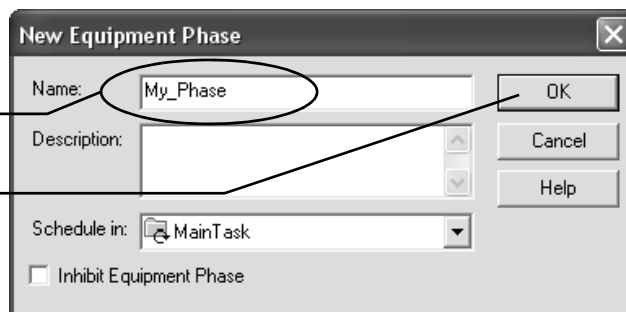 New Equipment Phase
Name: My_Phase OK
Description: Cancel
Help
Schedule in: MainTask
Inhibit Equipment Phase